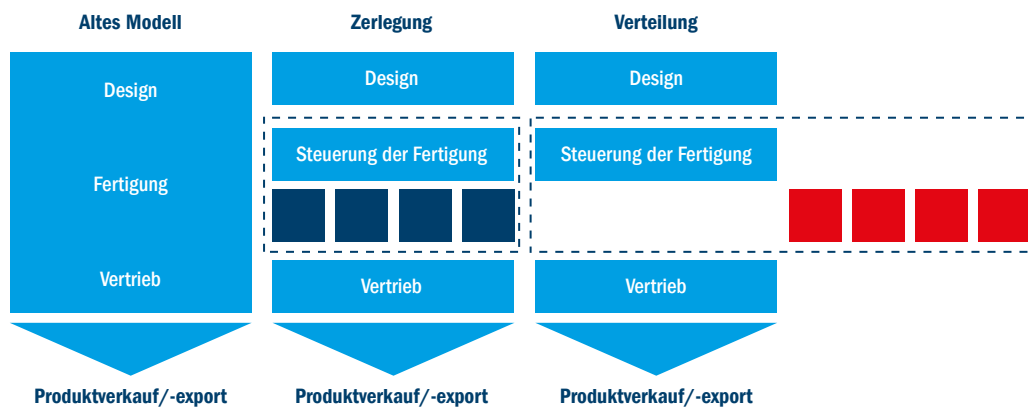 Altes Modell
Zerlegung
Verteilung
Design
Design
Design
Steuerung der Fertigung
Steuerung der Fertigung
Fertigung
Vertrieb
Vertrieb
Vertrieb
Produktverkauf/-export
Produktverkauf/-export
Produktverkauf/-export